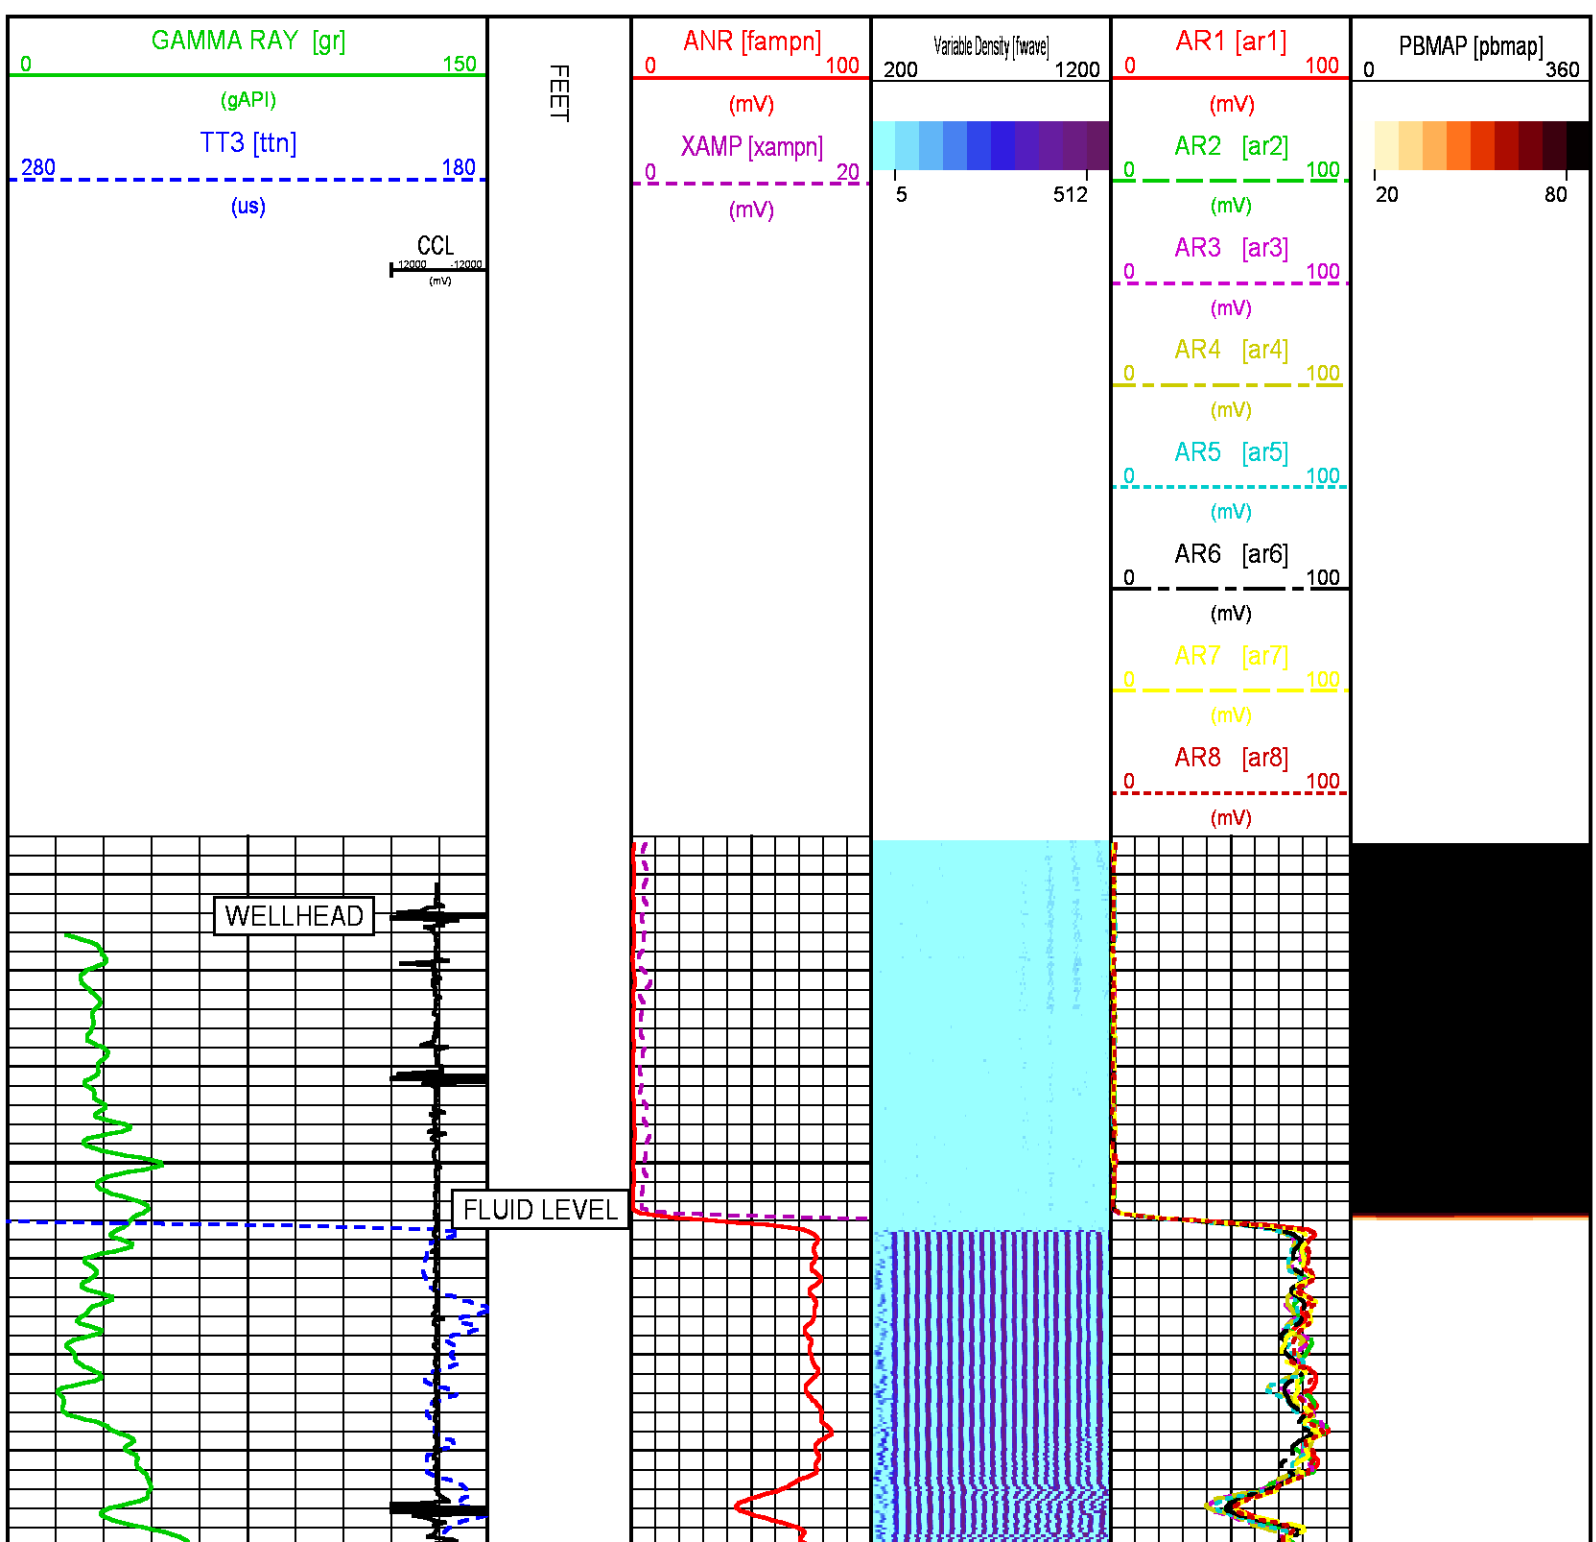 GAMMA RAY [gr]
0 150
(gAPI)
TT3 [ttn]
280 180
(us)
CCL
12000 -12000
(mV)
FEET
ANR [fampn]
0 100
(mV)
XAMP [xampn]
0 20
(mV)
Variable Density [fwave]
200 1200
5 512
AR1 [ar1]
0 100
(mV)
AR2 [ar2]
0 100
(mV)
AR3 [ar3]
0 100
(mV)
AR4 [ar4]
0 100
(mV)
AR5 [ar5]
0 100
(mV)
AR6 [ar6]
0 100
(mV)
AR7 [ar7]
0 100
(mV)
AR8 [ar8]
0 100
(mV)
PBMAP [pbmap]
0 360
20 80
WELLHEAD
FLUID LEVEL